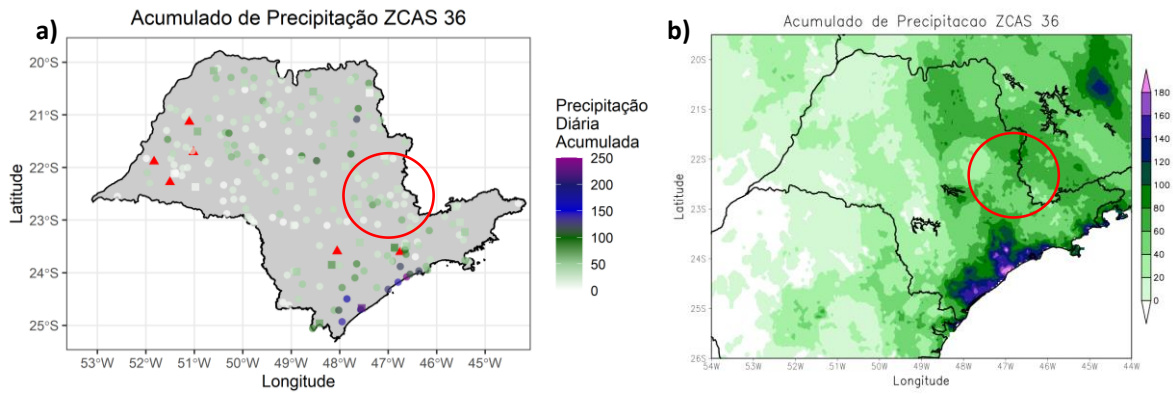 a)
Acumulado de Precipitação ZCAS 36
20°S
21°S
22°S
23°S
24°S
25°S
Latitude
53°W 52°W 51°W 50°W 49°W 48°W 47°W 46°W 45°W
Longitude
Precipitação
Diária
Acumulada
250
200
150
100
50
0
b)
Acumulado de Precipitacao ZCAS 36
20S
21S
22S
23S
24S
25S
26S
Latitude
54W 53W 52W 51W 50W 49W 48W 47W 46W 45W 44W
Longitude
180
160
140
120
100
80
60
40
20
0